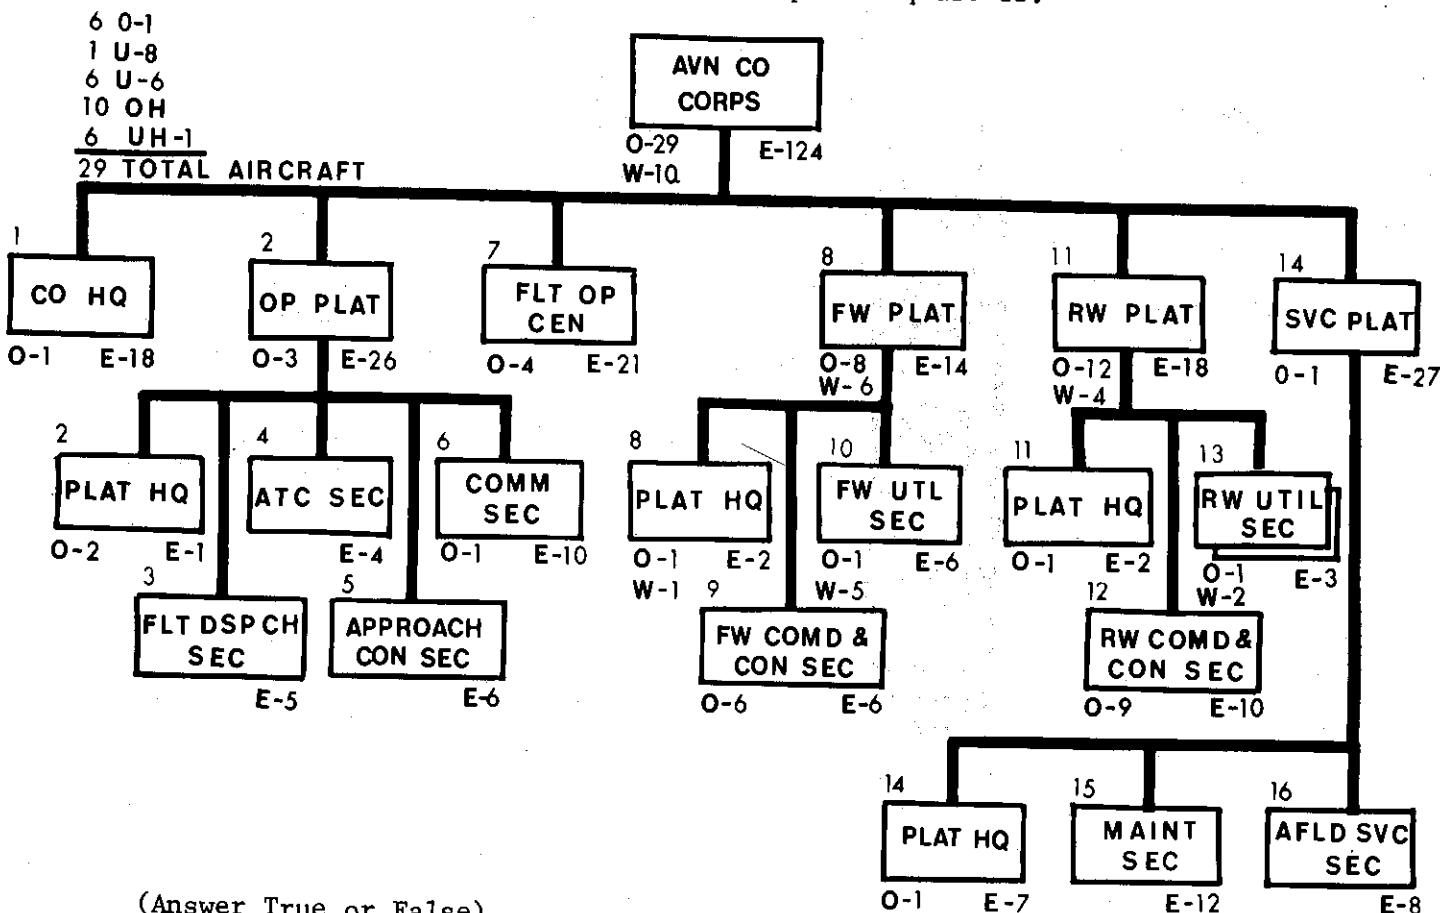 6 O-1
1 U-8
6 U-6
10 OH
6 UH-1
29 TOTAL AIRCRAFT
AVN CO
CORPS
O-29 E-124
W-10
1
CO HQ
O-1 E-18
2
OP PLAT
O-3 E-26
7
FLT OP
CEN
O-4 E-21
8
FW PLAT
O-8 E-14
W-6
11
RW PLAT
O-12 E-18
W-4
14
SVC PLAT
O-1 E-27
2
PLAT HQ
O-2 E-1
3
FLT DSPCH
SEC
E-5
4
ATC SEC
E-4
5
APPROACH
CON SEC
E-6
6
COMM
SEC
O-1 E-10
8
PLAT HQ
O-1 E-2
W-1
9
FW COMD &
CON SEC
O-6 E-6
10
FW UTL
SEC
O-1 E-6
W-5
11
PLAT HQ
O-1 E-2
12
RW COMD &
CON SEC
O-9 E-10
13
RW UTIL
SEC
O-1 E-3
W-2
14
PLAT HQ
O-1 E-7
15
MAINT
SEC
E-12
16
AFLD SVC
SEC
E-8
(Answer True or False)